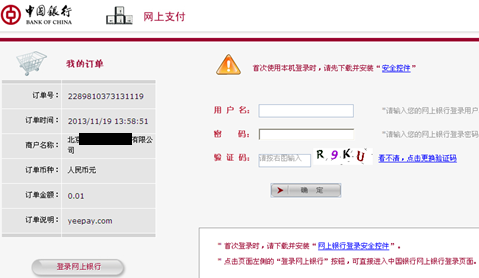 中国银行
BANK OF CHINA
网上支付
我的订单
订单号： 2289810373131119
订单时间： 2013/11/19 13:58:51
商户名称： 北京 有限公
司
订单币种： 人民币元
订单金额： 0.01
订单说明： yeepay.com
登录网上银行
首次使用本机登录时，请先下载并安装“安全控件”
用 户 名： “请输入您的网上银行登录用户
密 码： “请输入您的网上银行登录密码
验 证 码： 请按右图输入 R9KU 看不清，点击更换验证码
确 定
" 首次登录时，请下载并安装“网上银行登录安全控件”。
" 点击页面左侧的“登录网上银行”按钮，可直接进入中国银行网上银行登录页面。